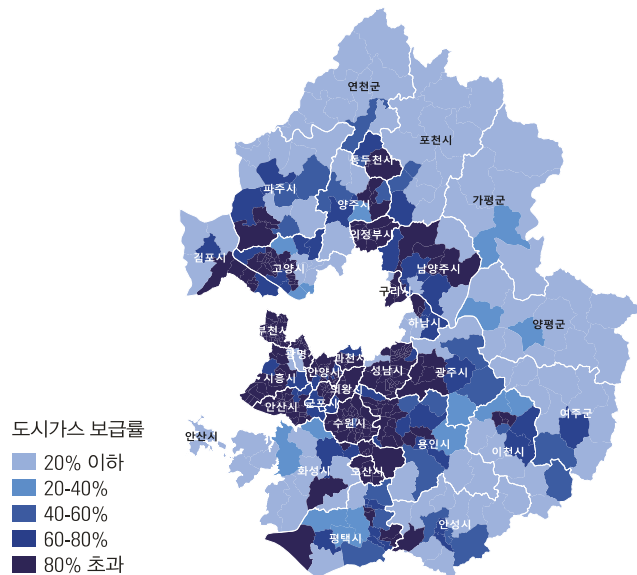 연천군
포천시
동두천시
파주시
양주시
가평군
의정부시
김포시
고양시
남양주시
구리시
하남시
양평군
부천시
광명
과천시
시흥시
안양시
성남시
광주시
의왕시
안산시
군포시
수원시
여주군
안산시
용인시
이천시
화성시
오산시
평택시
안성시
도시가스 보급률
20% 이하
20-40%
40-60%
60-80%
80% 초과